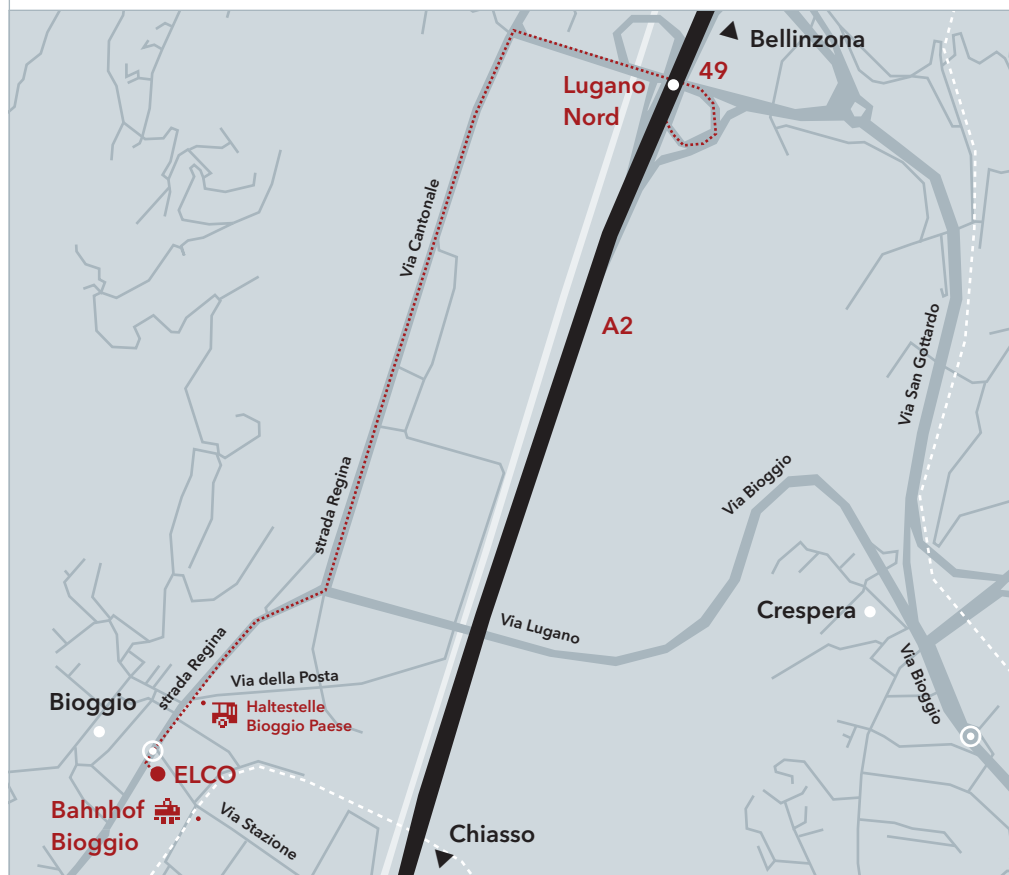 Bellinzona
49
Lugano
Nord
Via Cantonale
A2
Via San Gottardo
strada Regina
Via Bioggio
Crespera
Via Lugano
strada Regina
Via della Posta
Via Bioggio
Bioggio
Haltestelle
Bioggio Paese
ELCO
Bahnhof
Bioggio
Via Stazione
Chiasso